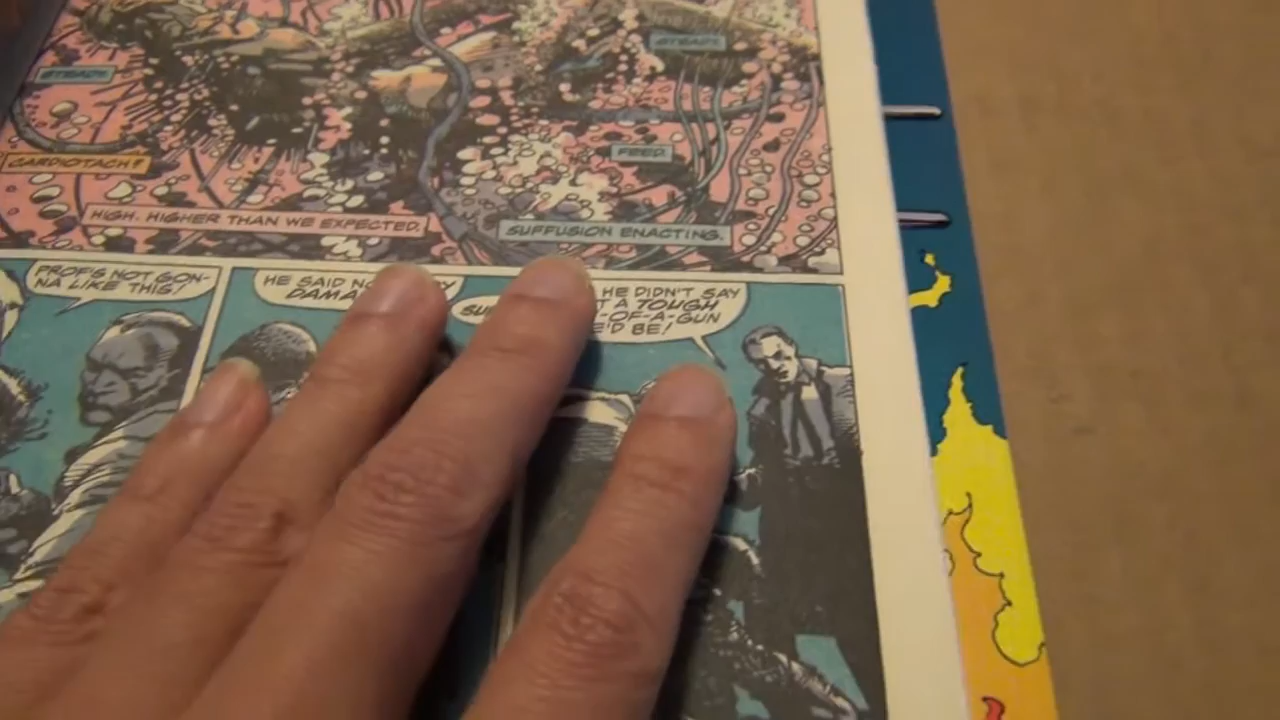 STEADY.
STEADY.
CARDIOTACH?
FEED.
HIGH. HIGHER THAN WE EXPECTED.
SUFFUSION ENACTING.
PROF'S NOT GON-
NA LIKE THIS!
HE SAID NO
DAMA
HE DIDN'T SAY
T A TOUGH
-OF-A-GUN
E'D BE!